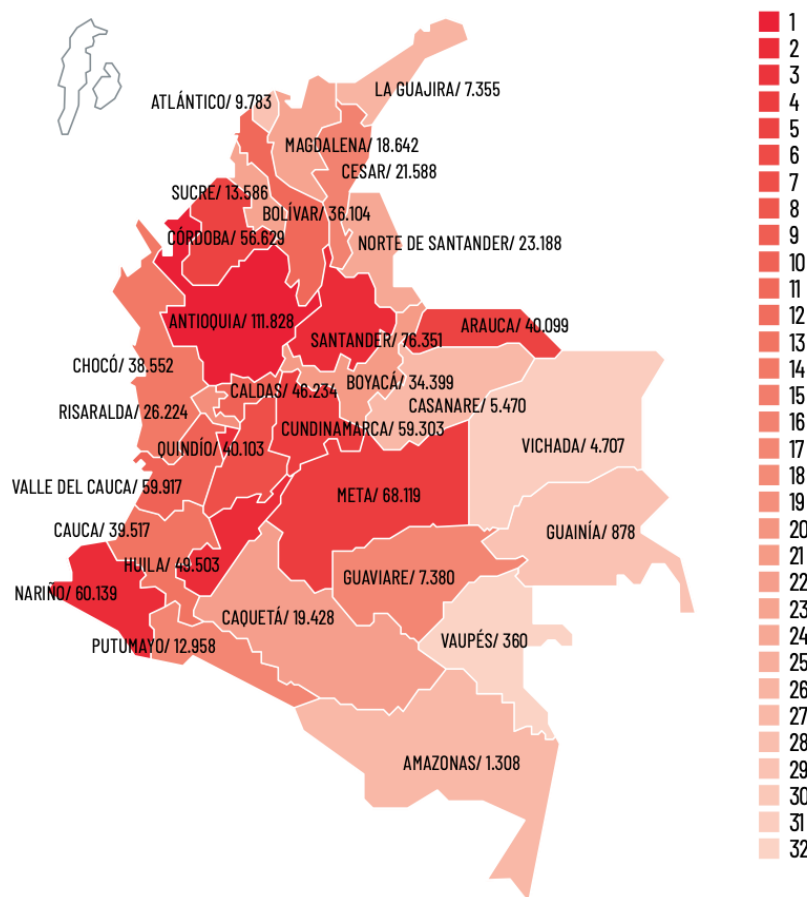 LA GUAJIRA/ 7.355
ATLÁNTICO/ 9.783
MAGDALENA/ 18.642
CESAR/ 21.588
SUCRE/ 13.586
BOLÍVAR/ 36.104
CÓRDOBA/ 56.629
NORTE DE SANTANDER/ 23.188
ANTIOQUIA/ 111.828
ARAUCA/ 40.099
SANTANDER/ 76.351
CHOCÓ/ 38.552
BOYACÁ/ 34.399
CALDAS/ 46.234
CASANARE/ 5.470
RISARALDA/ 26.224
CUNDINAMARCA/ 59.303
QUINDÍO/ 40.103
VICHADA/ 4.707
VALLE DEL CAUCA/ 59.917
META/ 68.119
CAUCA/ 39.517
GUAINÍA/ 878
HUILA/ 49.503
GUAVIARE/ 7.380
NARIÑO/ 60.139
CAQUETÁ/ 19.428
PUTUMAYO/ 12.958
VAUPÉS/ 360
AMAZONAS/ 1.308
1
2
3
4
5
6
7
8
9
10
11
12
13
14
15
16
17
18
19
20
21
22
23
24
25
26
27
28
29
30
31
32